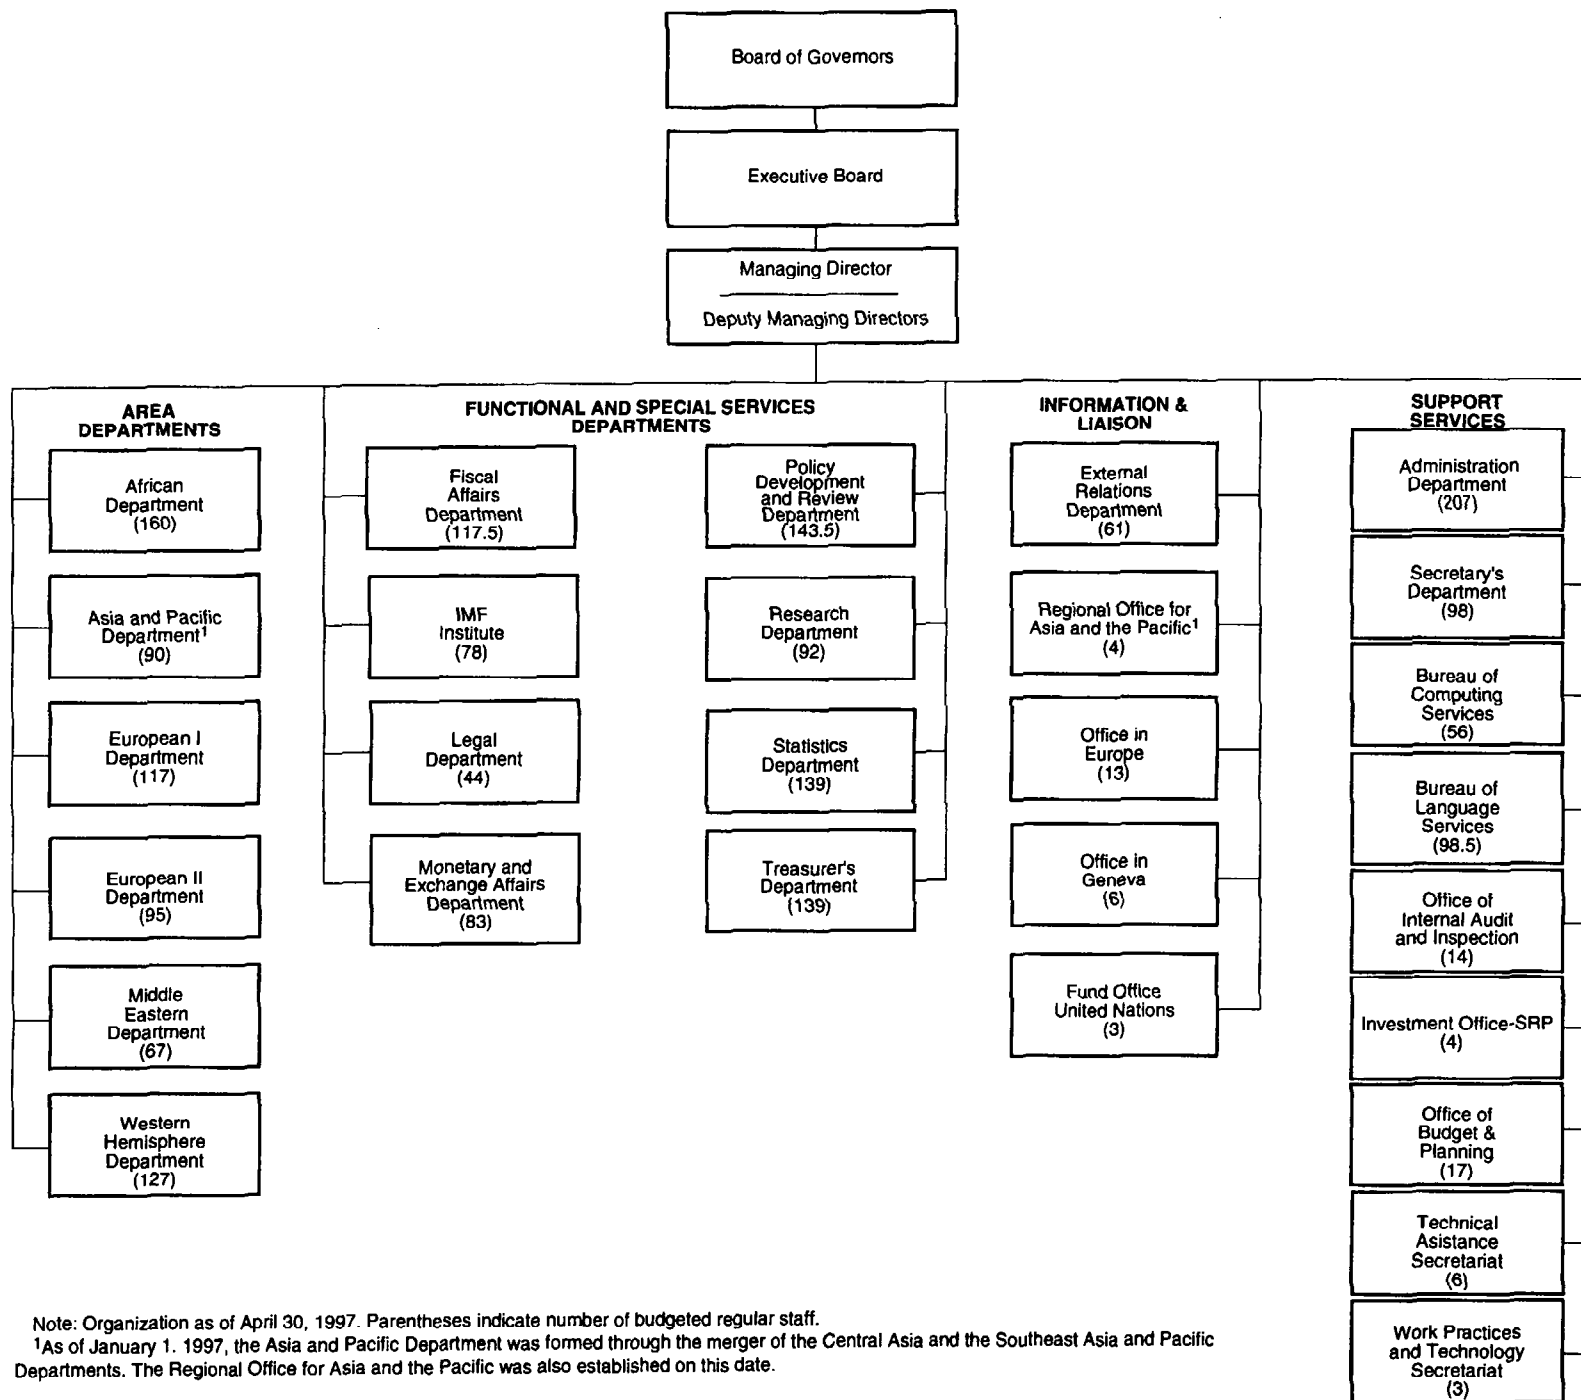 Board of Governors
Executive Board
Managing Director
Deputy Managing Directors
AREA
DEPARTMENTS
African
Department
(160)
Asia and Pacific
Department¹
(90)
European I
Department
(117)
European II
Department
(95)
Middle
Eastern
Department
(67)
Western
Hemisphere
Department
(127)
FUNCTIONAL AND SPECIAL SERVICES
DEPARTMENTS
Fiscal
Affairs
Department
(117.5)
IMF
Institute
(78)
Legal
Department
(44)
Monetary and
Exchange Affairs
Department
(83)
Policy
Development
and Review
Department
(143.5)
Research
Department
(92)
Statistics
Department
(139)
Treasurer's
Department
(139)
INFORMATION &
LIAISON
External
Relations
Department
(61)
Regional Office for
Asia and the Pacific¹
(4)
Office in
Europe
(13)
Office in
Geneva
(6)
Fund Office
United Nations
(3)
SUPPORT
SERVICES
Administration
Department
(207)
Secretary's
Department
(98)
Bureau of
Computing
Services
(56)
Bureau of
Language
Services
(98.5)
Office of
Internal Audit
and Inspection
(14)
Investment Office-SRP
(4)
Office of
Budget &
Planning
(17)
Technical
Asistance
Secretariat
(6)
Work Practices
and Technology
Secretariat
(3)
Note: Organization as of April 30, 1997. Parentheses indicate number of budgeted regular staff.
¹As of January 1. 1997, the Asia and Pacific Department was formed through the merger of the Central Asia and the Southeast Asia and Pacific
Departments. The Regional Office for Asia and the Pacific was also established on this date.